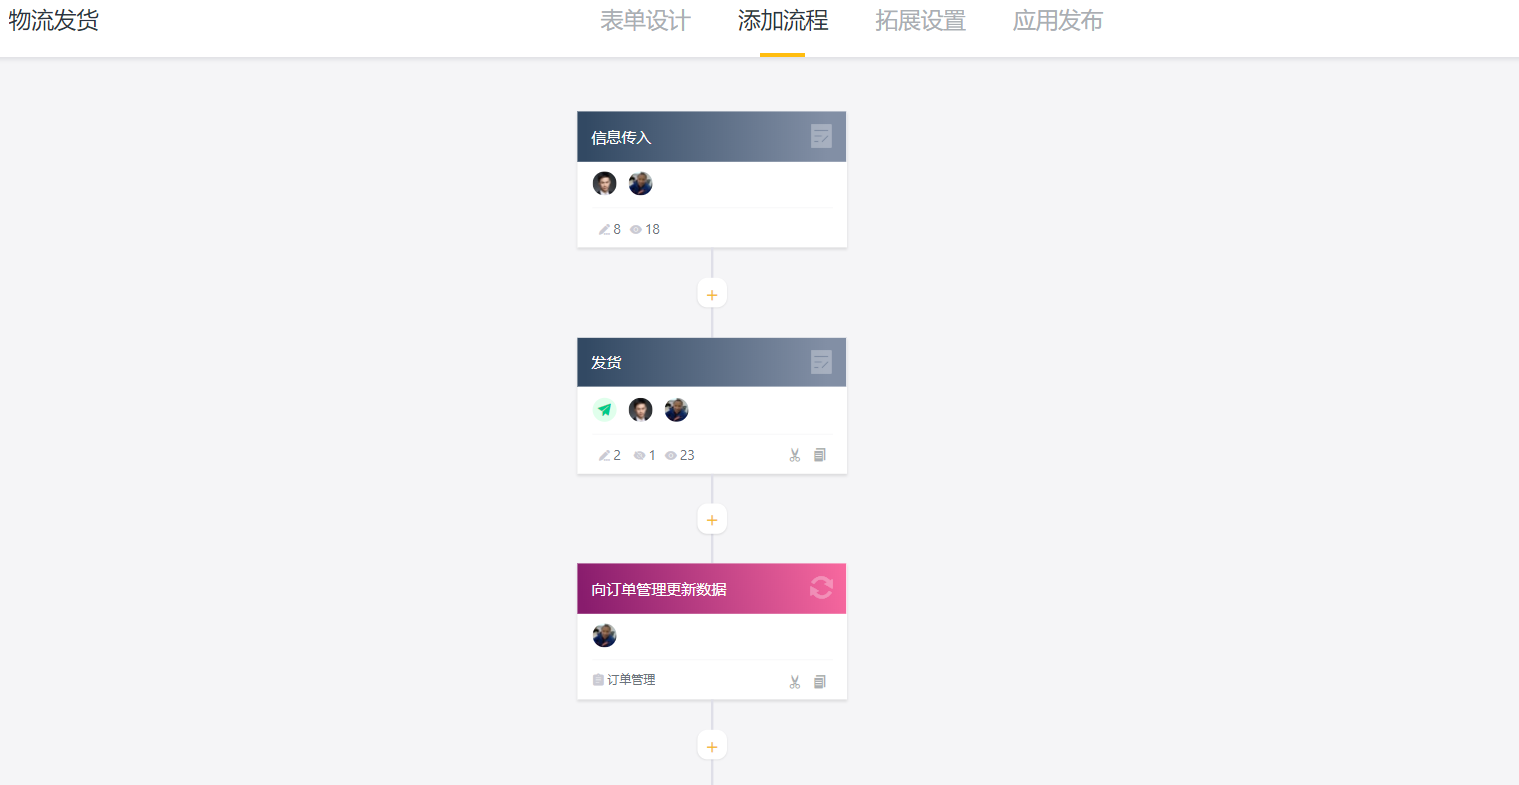 物流发货
表单设计 添加流程 拓展设置 应用发布
信息传入
8 18
+
发货
2 1 23
+
向订单管理更新数据
订单管理
+